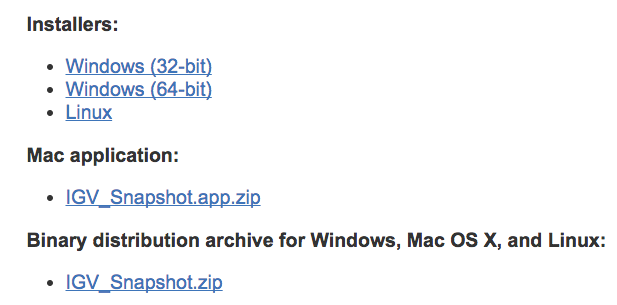 Installers:
Windows (32-bit)
Windows (64-bit)
Linux
Mac application:
IGV_Snapshot.app.zip
Binary distribution archive for Windows, Mac OS X, and Linux:
IGV_Snapshot.zip